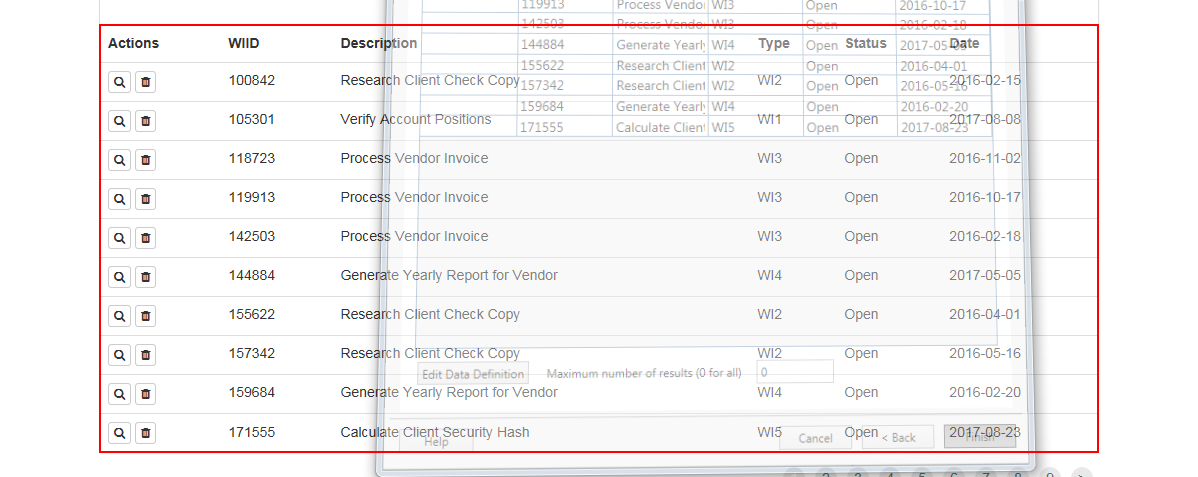 119913 Process Vendo WI3 Open 2016-10-17
142503 Process Vendo WI3 Open 2016-02-18
Actions WIID Description Type Status Date
144884 Generate Yearly WI4 Open 2017-05-05
155622 Research Client WI2 Open 2016-04-01
100842 Research Client Check Copy WI2 Open 2016-02-15
157342 Research Client WI2 Open 2016-05-16
159684 Generate Yearly WI4 Open 2016-02-20
105301 Verify Account Positions WI1 Open 2017-08-08
171555 Calculate Client WI5 Open 2017-08-23
118723 Process Vendor Invoice WI3 Open 2016-11-02
119913 Process Vendor Invoice WI3 Open 2016-10-17
142503 Process Vendor Invoice WI3 Open 2016-02-18
144884 Generate Yearly Report for Vendor WI4 Open 2017-05-05
155622 Research Client Check Copy WI2 Open 2016-04-01
157342 Research Client Check Copy WI2 Open 2016-05-16
Edit Data Definition Maximum number of results (0 for all) 0
159684 Generate Yearly Report for Vendor WI4 Open 2016-02-20
171555 Calculate Client Security Hash WI5 Open 2017-08-23
Help Cancel < Back Finish
2 3 4 5 6 7 8 9 >